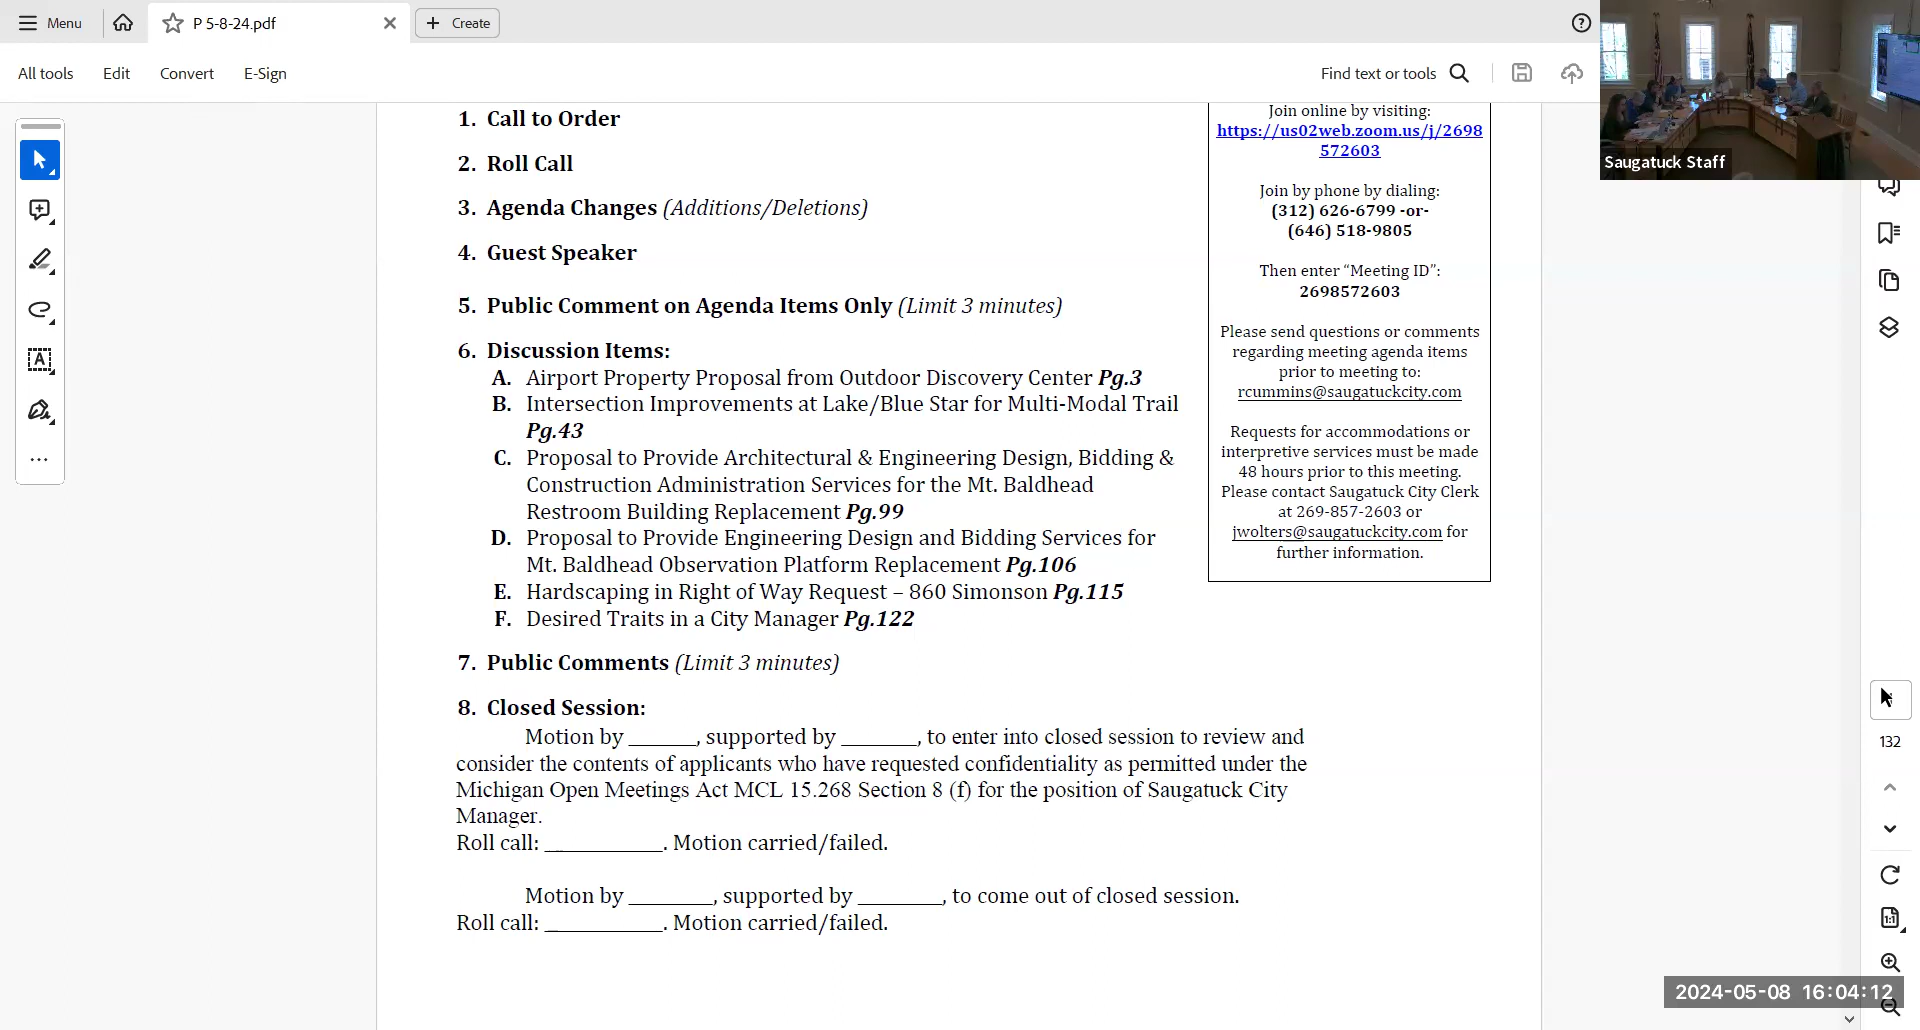 Menu
P 5-8-24.pdf
Create
All tools
Edit
Convert
E-Sign
Find text or tools
Saugatuck Staff
1. Call to Order
2. Roll Call
3. Agenda Changes (Additions/Deletions)
4. Guest Speaker
5. Public Comment on Agenda Items Only (Limit 3 minutes)
6. Discussion Items:
A. Airport Property Proposal from Outdoor Discovery Center Pg.3
B. Intersection Improvements at Lake/Blue Star for Multi-Modal Trail
Pg.43
C. Proposal to Provide Architectural & Engineering Design, Bidding &
Construction Administration Services for the Mt. Baldhead
Restroom Building Replacement Pg.99
D. Proposal to Provide Engineering Design and Bidding Services for
Mt. Baldhead Observation Platform Replacement Pg.106
E. Hardscaping in Right of Way Request – 860 Simonson Pg.115
F. Desired Traits in a City Manager Pg.122
7. Public Comments (Limit 3 minutes)
8. Closed Session:
Motion by ______, supported by _______, to enter into closed session to review and
consider the contents of applicants who have requested confidentiality as permitted under the
Michigan Open Meetings Act MCL 15.268 Section 8 (f) for the position of Saugatuck City
Manager.
Roll call: ___________. Motion carried/failed.
Motion by ________, supported by ________, to come out of closed session.
Roll call: ___________. Motion carried/failed.
Join online by visiting:
https://us02web.zoom.us/j/2698
572603
Join by phone by dialing:
(312) 626-6799 -or-
(646) 518-9805
Then enter “Meeting ID”:
2698572603
Please send questions or comments
regarding meeting agenda items
prior to meeting to:
rcummins@saugatuckcity.com
Requests for accommodations or
interpretive services must be made
48 hours prior to this meeting.
Please contact Saugatuck City Clerk
at 269-857-2603 or
jwolters@saugatuckcity.com for
further information.
132
1:1
2024-05-08 16:04:12